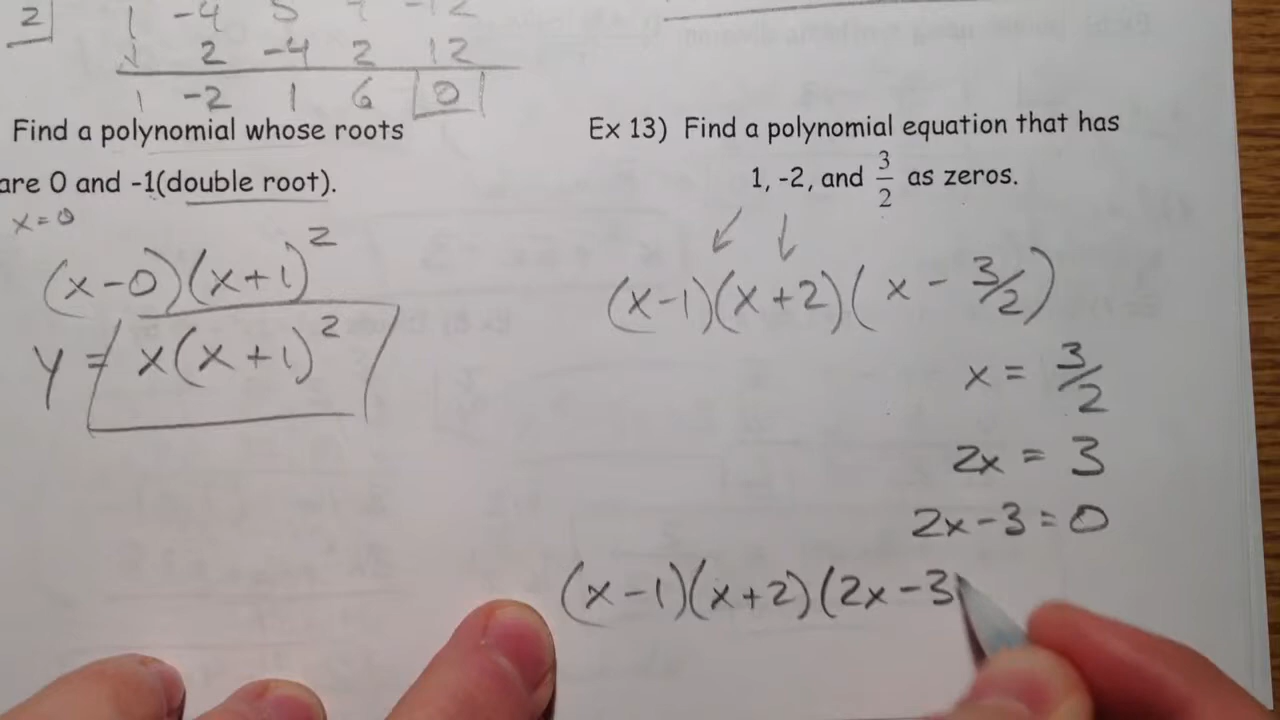 2| 1 -4 5 -12
↓ 2 -4 2 12
1 -2 1 6 0
Find a polynomial whose roots
are 0 and -1(double root).
x=0
(x-0)(x+1)²
y = x(x+1)²
Ex 13) Find a polynomial equation that has
1, -2, and 3/2 as zeros.
(x-1)(x+2)(x - 3/2)
x = 3/2
2x = 3
2x-3=0
(x-1)(x+2)(2x-3